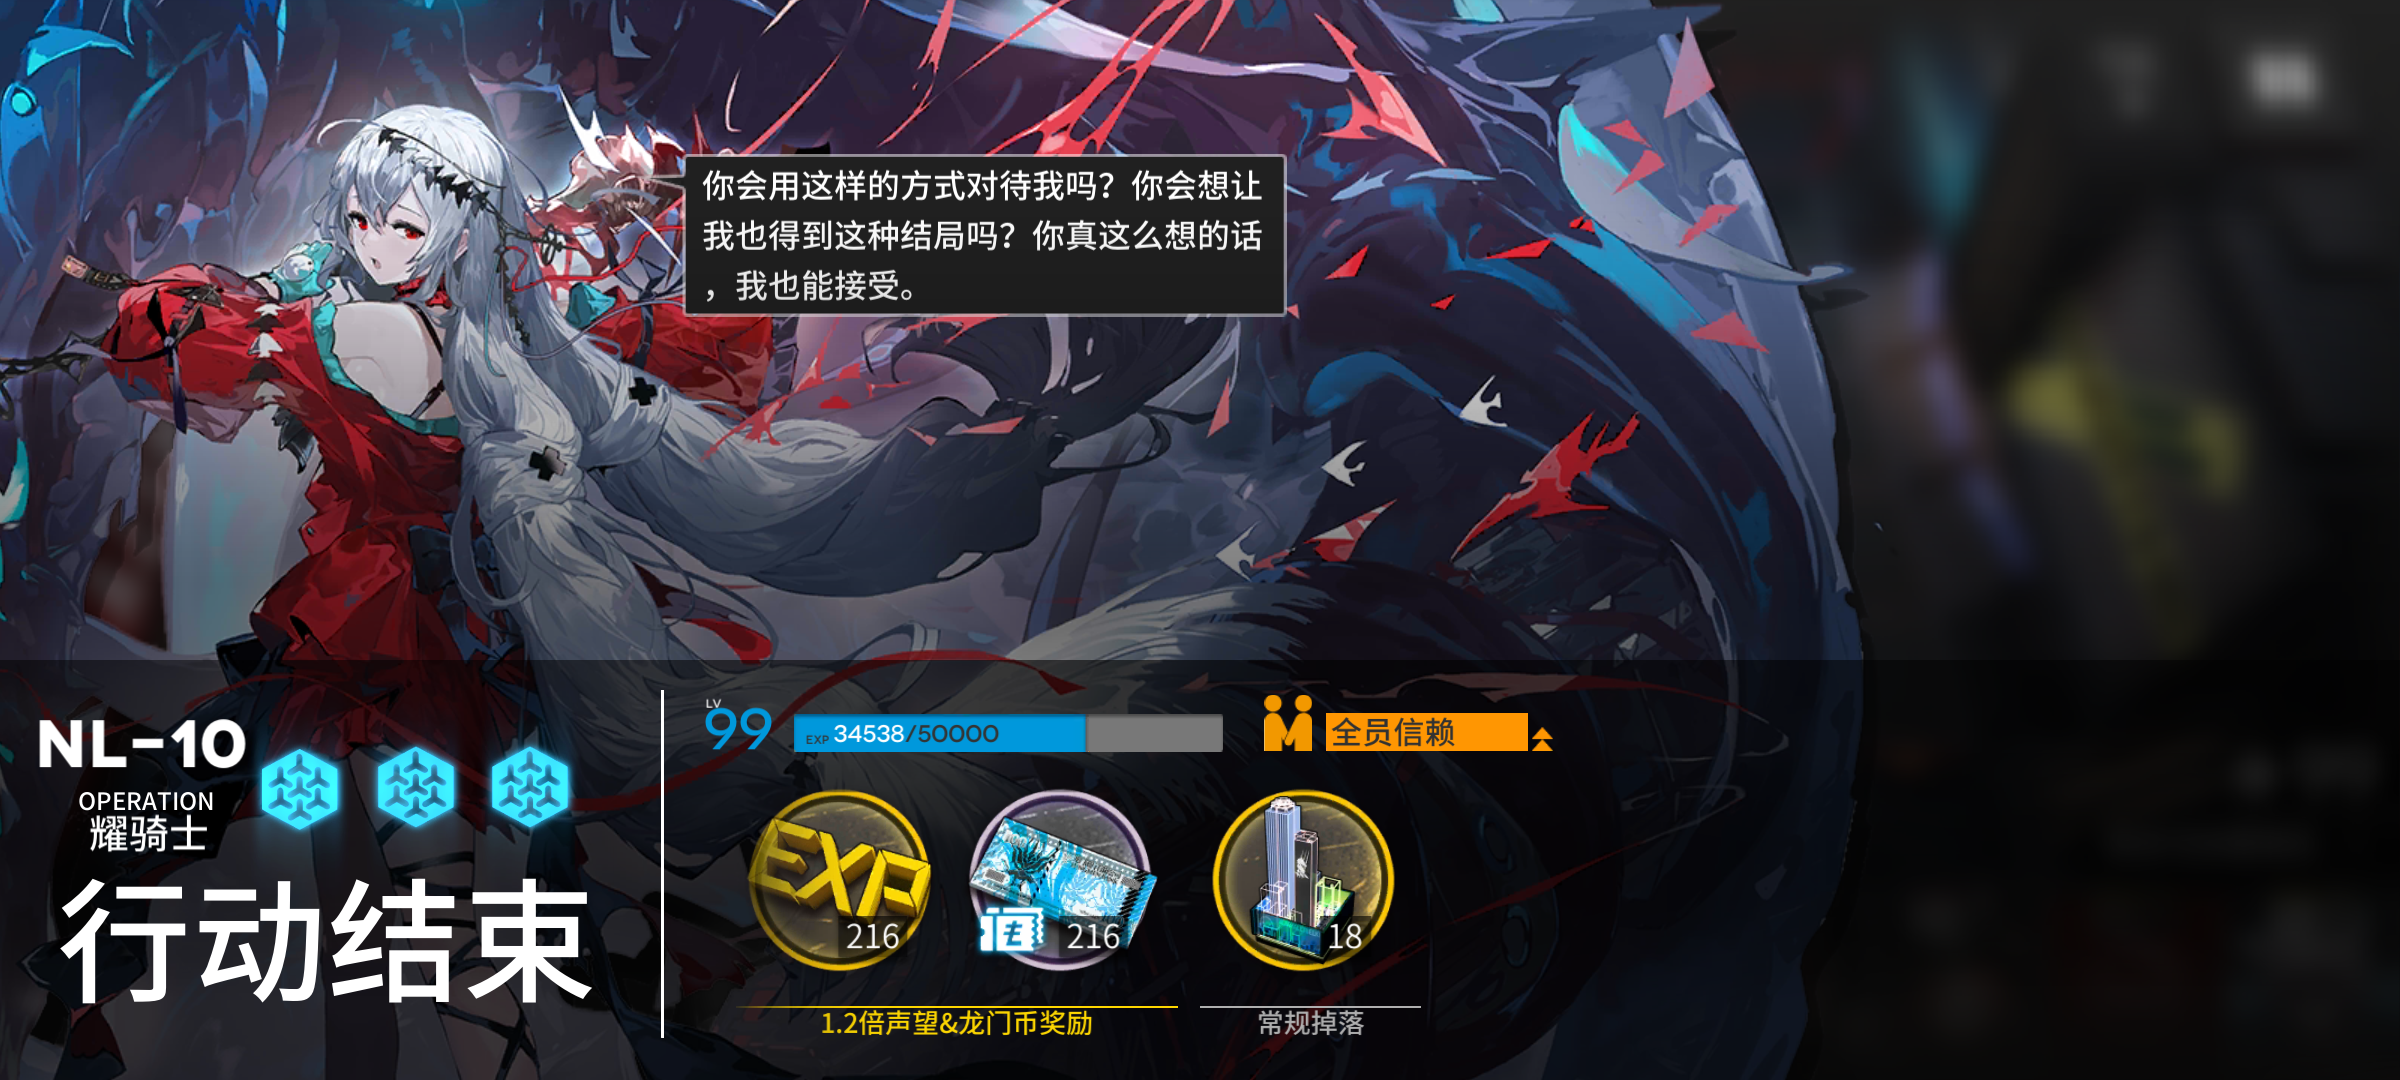 你会用这样的方式对待我吗？你会想让
我也得到这种结局吗？你真这么想的话
，我也能接受。
NL-10
OPERATION
耀骑士
行动结束
LV
99
EXP 34538/50000
全员信赖
EXP
216
216
18
1.2倍声望&龙门币奖励
常规掉落